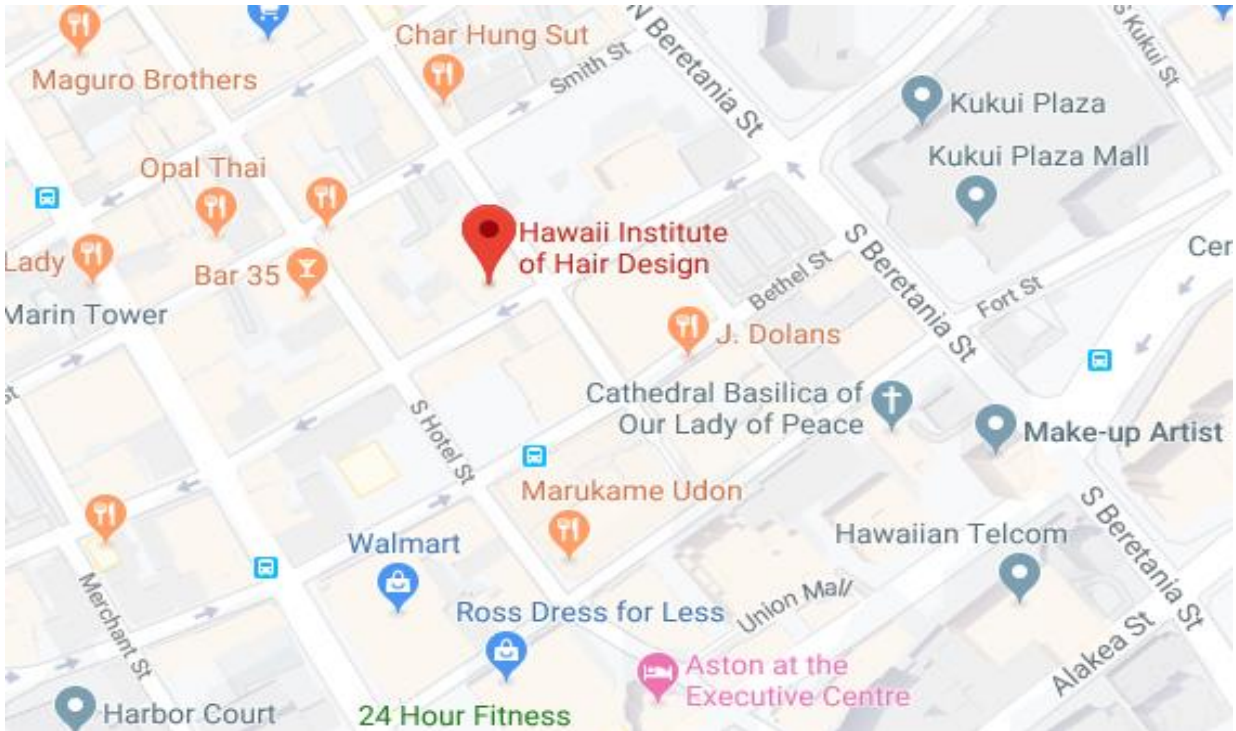 Char Hung Sut
Maguro Brothers
Smith St
N Beretania St
S Kukui St
Kukui Plaza
Kukui Plaza Mall
Opal Thai
Hawaii Institute
of Hair Design
S Beretania St
Lady
Bar 35
Bethel St
Fort St
Marin Tower
J. Dolans
Cathedral Basilica of
Our Lady of Peace
Make-up Artist
S Hotel St
Marukame Udon
Walmart
Hawaiian Telcom
S Beretania St
Merchant St
Union Mall
Ross Dress for Less
Alakea St
Aston at the
Executive Centre
Harbor Court
24 Hour Fitness